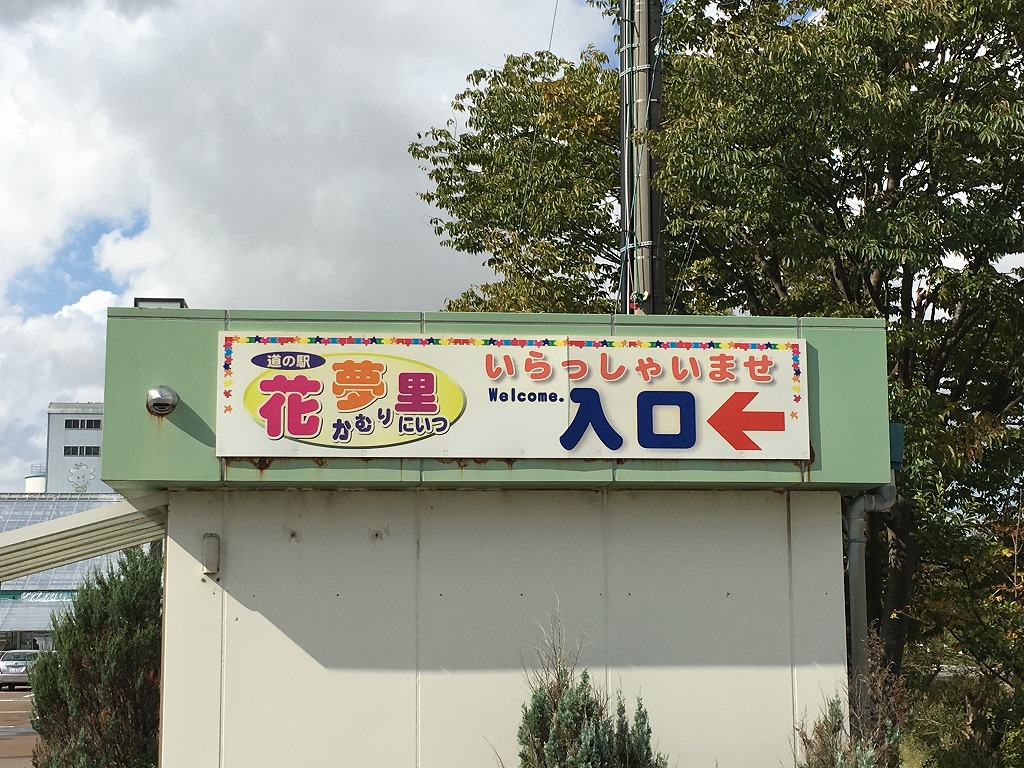 道の駅
花夢里
かむりにいつ
いらっしゃいませ
Welcome.
入口